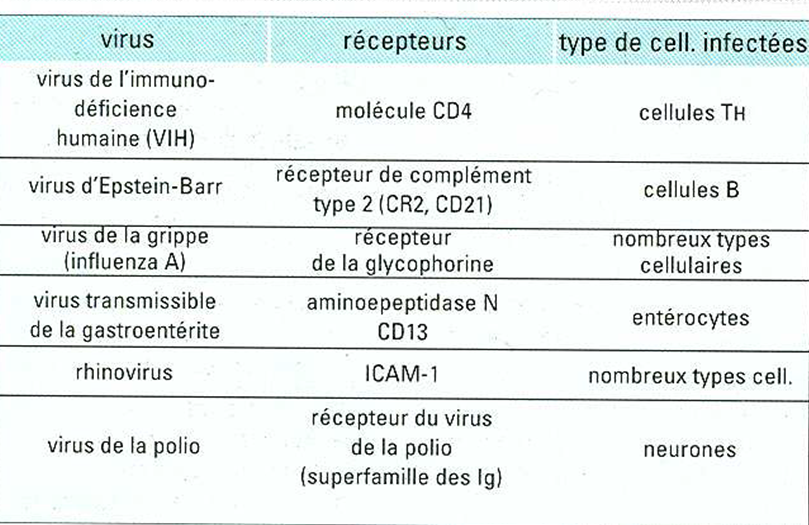 virus récepteurs type de cell. infectées
virus de l'immuno-
déficience
humaine (VIH)
molécule CD4
cellules TH
virus d'Epstein-Barr
récepteur de complément
type 2 (CR2, CD21)
cellules B
virus de la grippe
(influenza A)
récepteur
de la glycophorine
nombreux types
cellulaires
virus transmissible
de la gastroentérite
aminoepeptidase N
CD13
entérocytes
rhinovirus
ICAM-1
nombreux types cell.
virus de la polio
récepteur du virus
de la polio
(superfamille des Ig)
neurones